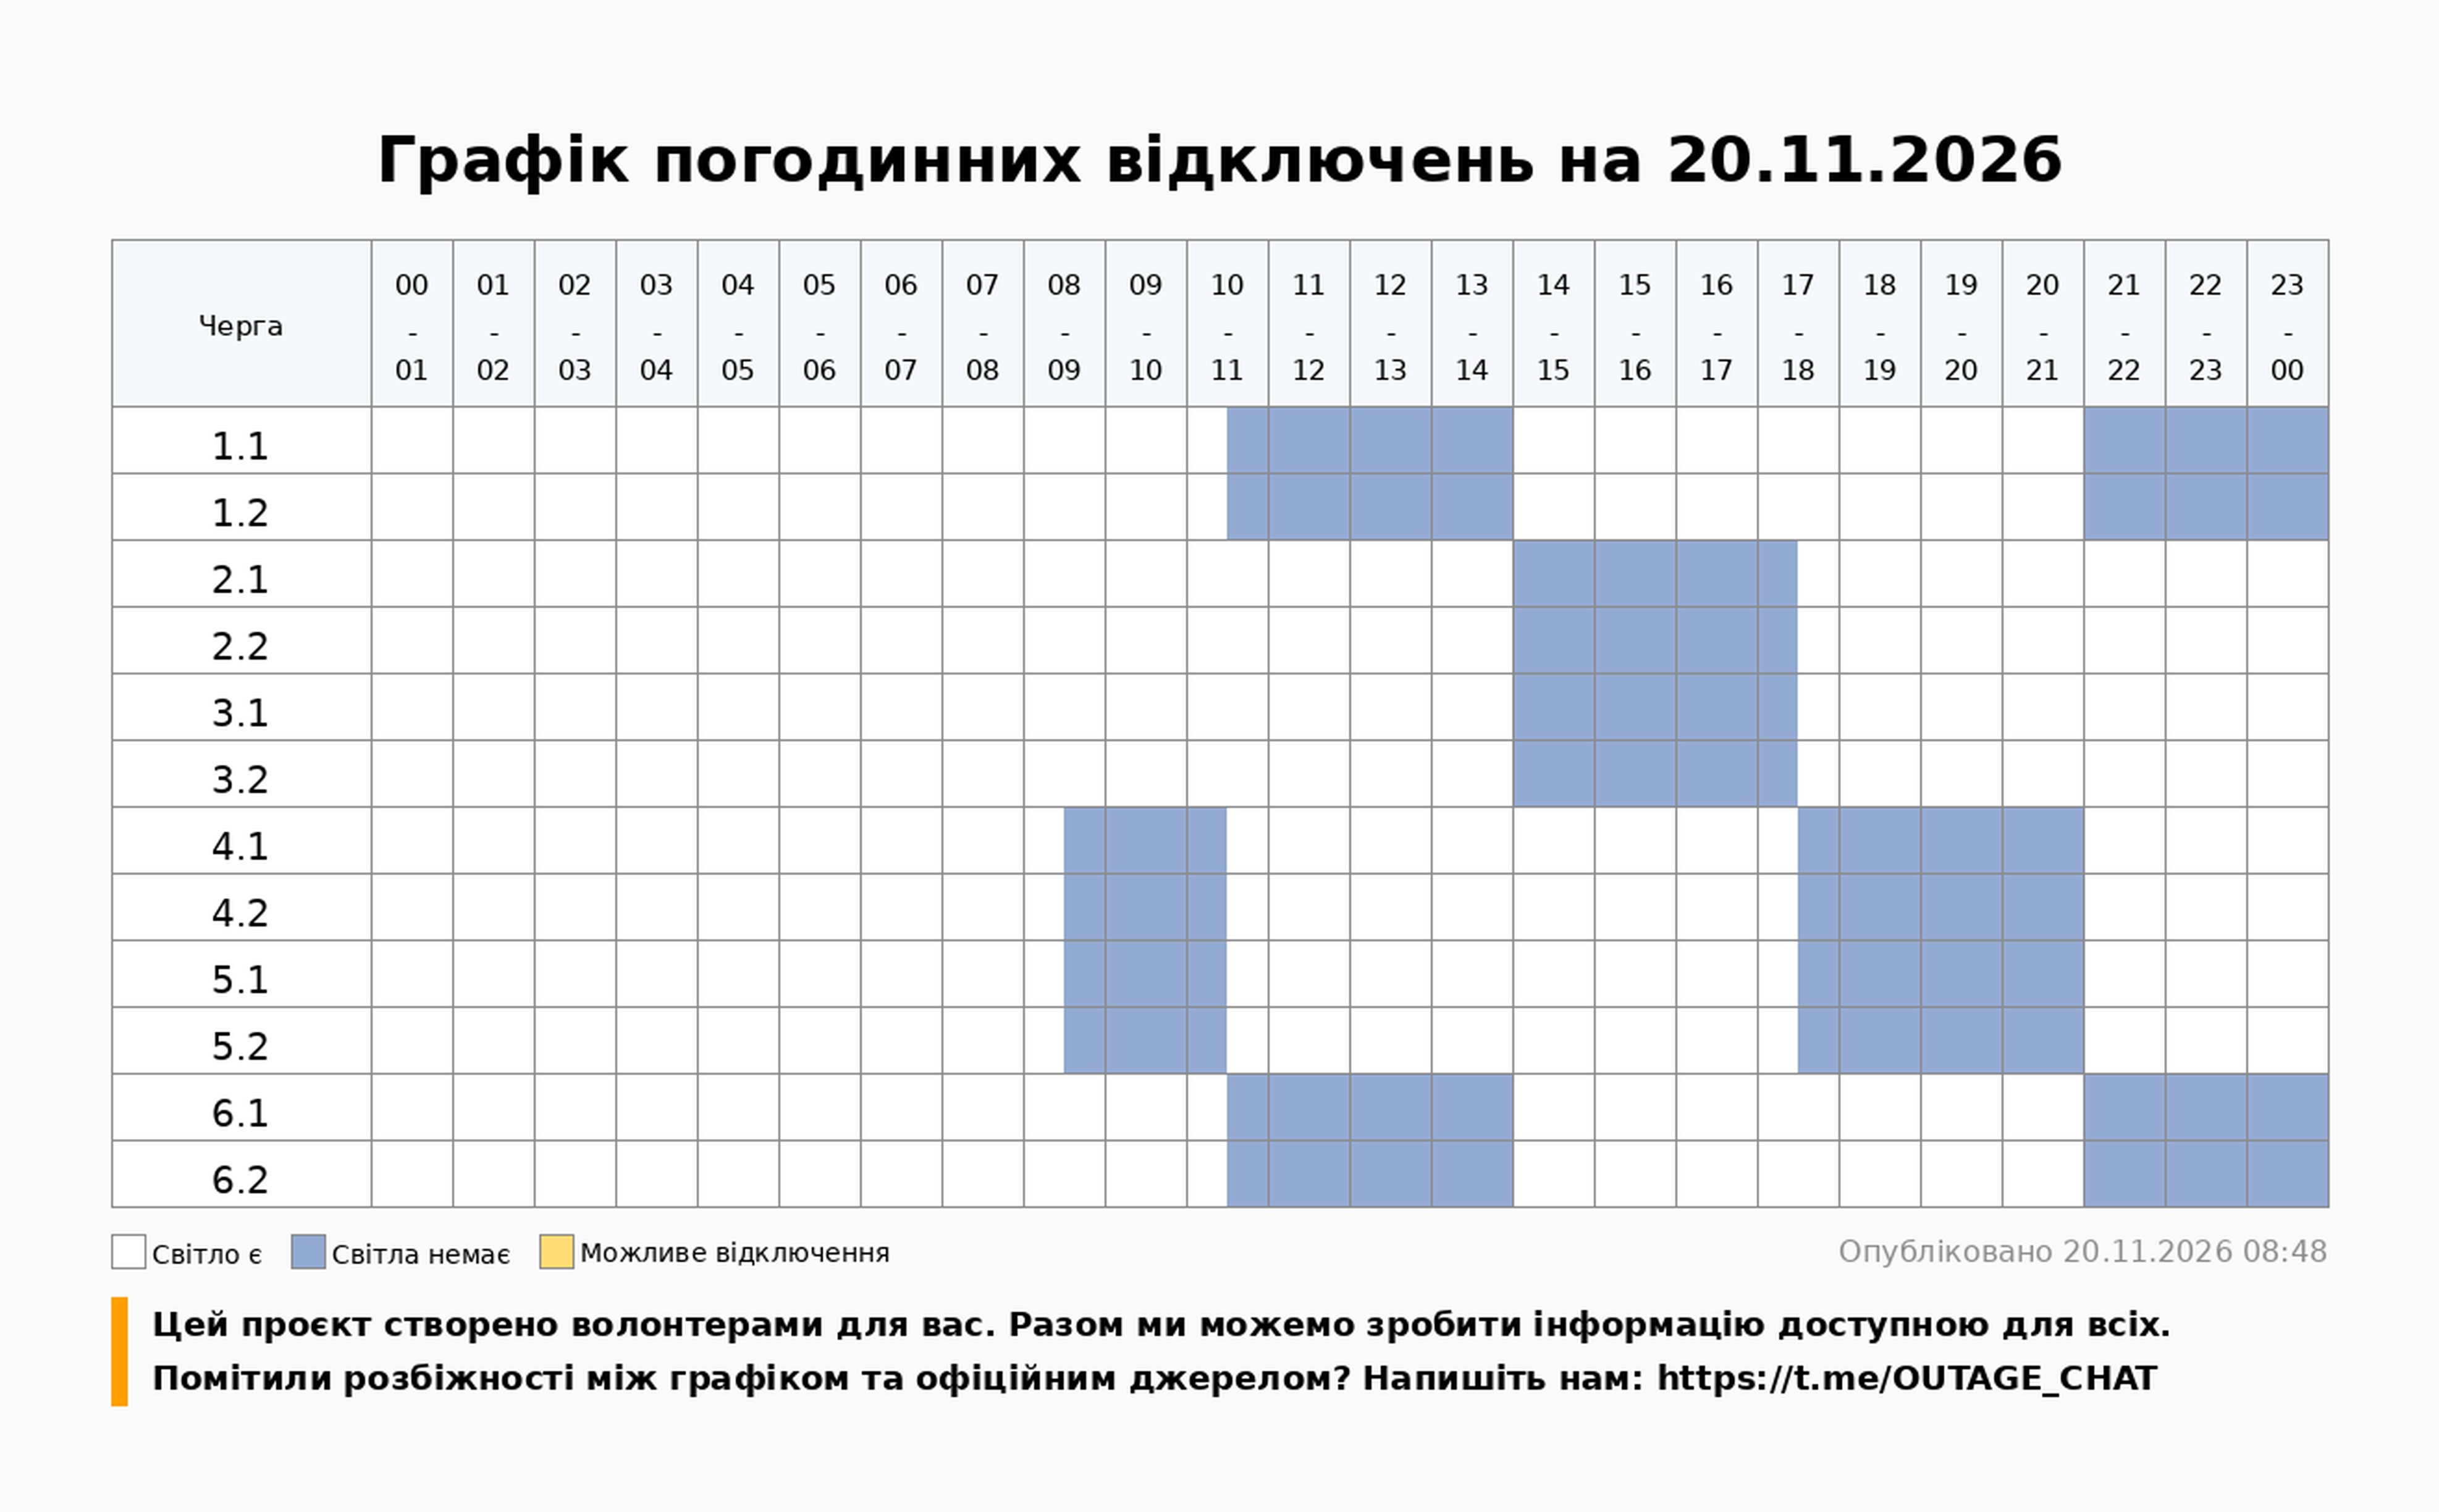 Графік погодинних відключень на 20.11.2026
Черга 00 - 01 01 - 02 02 - 03 03 - 04 04 - 05 05 - 06 06 - 07 07 - 08 08 - 09 09 - 10 10 - 11 11 - 12 12 - 13 13 - 14 14 - 15 15 - 16 16 - 17 17 - 18 18 - 19 19 - 20 20 - 21 21 - 22 22 - 23 23 - 00
1.1
1.2
2.1
2.2
3.1
3.2
4.1
4.2
5.1
5.2
6.1
6.2
Світло є Світла немає Можливе відключення Опубліковано 20.11.2026 08:48
Цей проєкт створено волонтерами для вас. Разом ми можемо зробити інформацію доступною для всіх.
Помітили розбіжності між графіком та офіційним джерелом? Напишіть нам: https://t.me/OUTAGE_CHAT